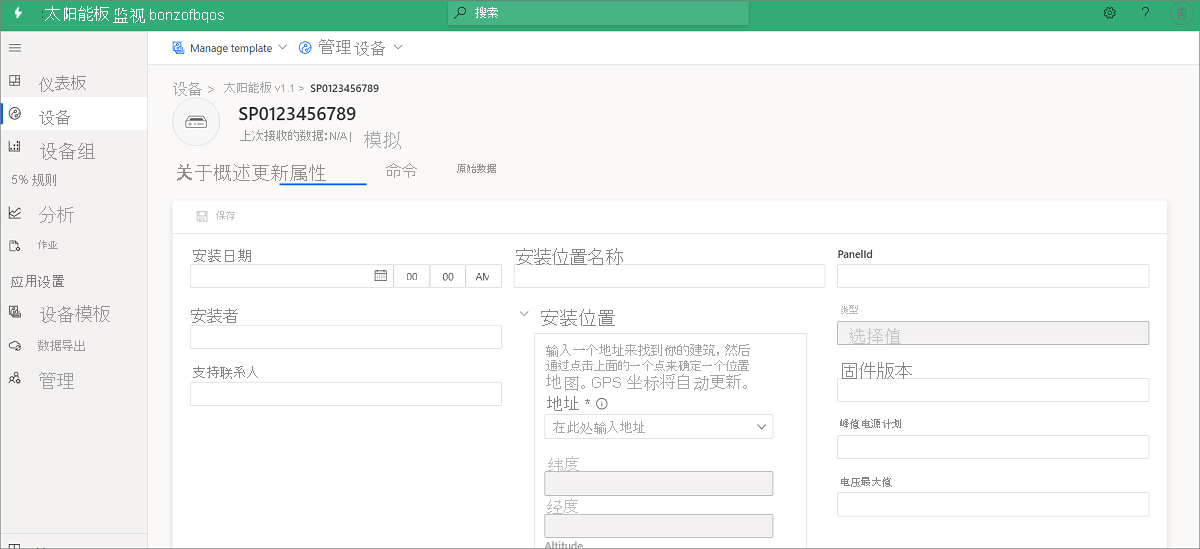 太阳能板 监视 bonzofbqos
搜索
Manage template 管理 设备
仪表板
设备
设备组
5% 规则
分析
作业
应用设置
设备模板
数据导出
管理
设备 > 太阳能板 v1.1 > SP0123456789
SP0123456789
上次接收的数据:N/A | 模拟
关于概述更新属性 命令 原始数据
保存
安装日期
00 00 AM
安装者
支持联系人
安装位置名称
安装位置
输入一个地址来找到你的建筑, 然后
通过点击上面的一个点来确定一个位置
地图。GPS 坐标将自动更新。
地址 *
在此处输入地址
纬度
经度
Altitude
PanelId
类型
选择值
固件版本
峰值电源计划
电压最大值